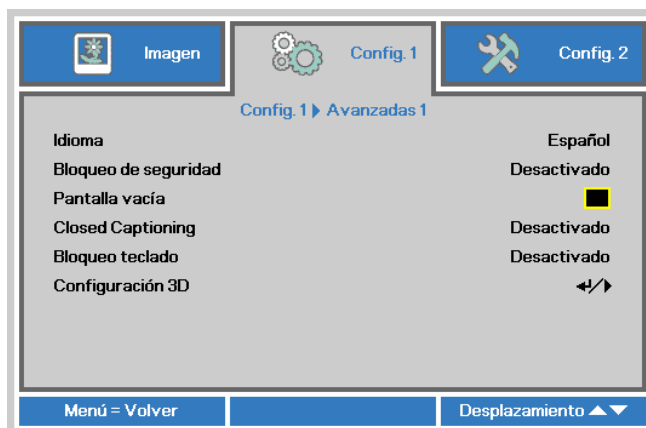 Imagen
Config. 1
Config. 2
Config. 1 Avanzadas 1
Idioma Español
Bloqueo de seguridad Desactivado
Pantalla vacía
Closed Captioning Desactivado
Bloqueo teclado Desactivado
Configuración 3D /
Menú = Volver
Desplazamiento